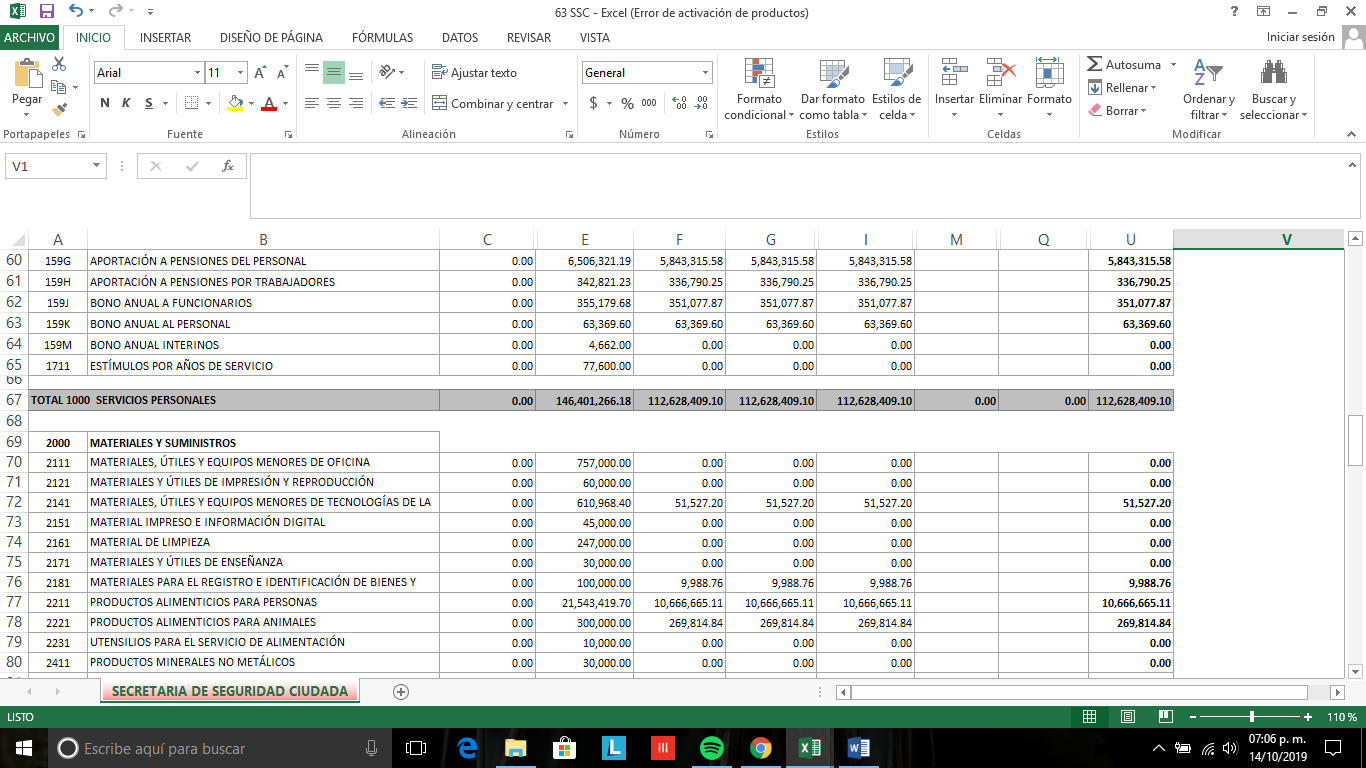 63 SSC - Excel (Error de activación de productos)
ARCHIVO INICIO INSERTAR DISEÑO DE PÁGINA FÓRMULAS DATOS REVISAR VISTA Iniciar sesión
Arial 11 Ajustar texto General Autosuma
Pegar Rellenar
N K S Combinar y centrar $ % 000 Formato condicional Dar formato como tabla Estilos de celda Insertar Eliminar Formato Borrar Ordenar y filtrar Buscar y seleccionar
Portapapeles Fuente Alineación Número Estilos Celdas Modificar
V1 fx
A B C E F G I M Q U V
60 159G APORTACIÓN A PENSIONES DEL PERSONAL 0.00 6,506,321.19 5,843,315.58 5,843,315.58 5,843,315.58 5,843,315.58
61 159H APORTACIÓN A PENSIONES POR TRABAJADORES 0.00 342,821.23 336,790.25 336,790.25 336,790.25 336,790.25
62 159J BONO ANUAL A FUNCIONARIOS 0.00 355,179.68 351,077.87 351,077.87 351,077.87 351,077.87
63 159K BONO ANUAL AL PERSONAL 0.00 63,369.60 63,369.60 63,369.60 63,369.60 63,369.60
64 159M BONO ANUAL INTERINOS 0.00 4,662.00 0.00 0.00 0.00 0.00
65 1711 ESTÍMULOS POR AÑOS DE SERVICIO 0.00 77,600.00 0.00 0.00 0.00 0.00
66
67 TOTAL 1000 SERVICIOS PERSONALES 0.00 146,401,266.18 112,628,409.10 112,628,409.10 112,628,409.10 0.00 0.00 112,628,409.10
68
69 2000 MATERIALES Y SUMINISTROS
70 2111 MATERIALES, ÚTILES Y EQUIPOS MENORES DE OFICINA 0.00 757,000.00 0.00 0.00 0.00 0.00
71 2121 MATERIALES Y ÚTILES DE IMPRESIÓN Y REPRODUCCIÓN 0.00 60,000.00 0.00 0.00 0.00 0.00
72 2141 MATERIALES, ÚTILES Y EQUIPOS MENORES DE TECNOLOGÍAS DE LA 0.00 610,968.40 51,527.20 51,527.20 51,527.20 51,527.20
73 2151 MATERIAL IMPRESO E INFORMACIÓN DIGITAL 0.00 45,000.00 0.00 0.00 0.00 0.00
74 2161 MATERIAL DE LIMPIEZA 0.00 247,000.00 0.00 0.00 0.00 0.00
75 2171 MATERIALES Y ÚTILES DE ENSEÑANZA 0.00 30,000.00 0.00 0.00 0.00 0.00
76 2181 MATERIALES PARA EL REGISTRO E IDENTIFICACIÓN DE BIENES Y 0.00 100,000.00 9,988.76 9,988.76 9,988.76 9,988.76
77 2211 PRODUCTOS ALIMENTICIOS PARA PERSONAS 0.00 21,543,419.70 10,666,665.11 10,666,665.11 10,666,665.11 10,666,665.11
78 2221 PRODUCTOS ALIMENTICIOS PARA ANIMALES 0.00 300,000.00 269,814.84 269,814.84 269,814.84 269,814.84
79 2231 UTENSILIOS PARA EL SERVICIO DE ALIMENTACIÓN 0.00 10,000.00 0.00 0.00 0.00 0.00
80 2411 PRODUCTOS MINERALES NO METÁLICOS 0.00 30,000.00 0.00 0.00 0.00 0.00
SECRETARIA DE SEGURIDAD CIUDADA
LISTO 110 %
Escribe aquí para buscar 07:06 p. m.
14/10/2019